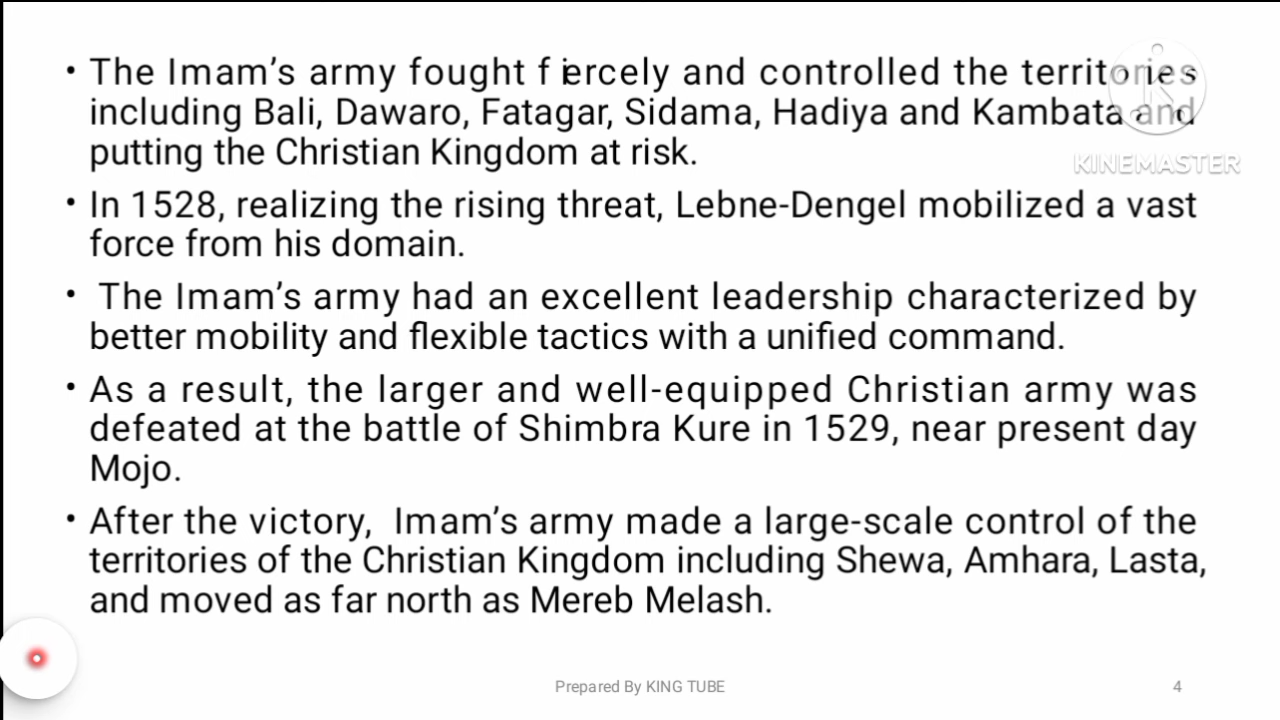 • The Imam’s army fought fiercely and controlled the territories
including Bali, Dawaro, Fatagar, Sidama, Hadiya and Kambata and
putting the Christian Kingdom at risk.
• In 1528, realizing the rising threat, Lebne-Dengel mobilized a vast
force from his domain.
• The Imam’s army had an excellent leadership characterized by
better mobility and flexible tactics with a unified command.
• As a result, the larger and well-equipped Christian army was
defeated at the battle of Shimbra Kure in 1529, near present day
Mojo.
• After the victory, Imam’s army made a large-scale control of the
territories of the Christian Kingdom including Shewa, Amhara, Lasta,
and moved as far north as Mereb Melash.
KINEMASTER
Prepared By KING TUBE
4